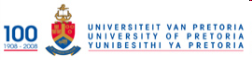 100
1908 - 2008
UNIVERSITEIT VAN PRETORIA
UNIVERSITY OF PRETORIA
YUNIBESITHI YA PRETORIA